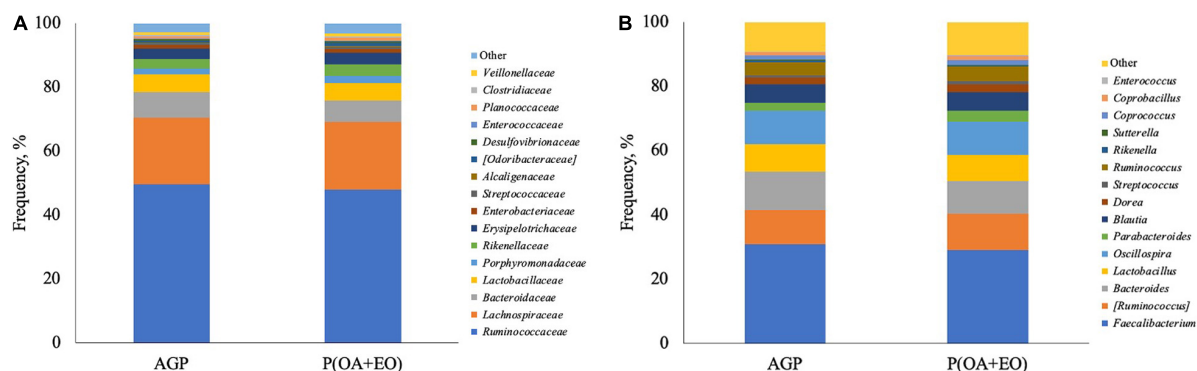 A
Frequency, %
100
80
60
40
20
0
AGP
P(OA+EO)
Other
Veillonellaceae
Clostridiaceae
Planococcaceae
Enterococcaceae
Desulfovibrionaceae
[Odoribacteraceae]
Alcaligenaceae
Streptococcaceae
Enterobacteriaceae
Erysipelotrichaceae
Rikenellaceae
Porphyromonadaceae
Lactobacillaceae
Bacteroidaceae
Lachnospiraceae
Ruminococcaceae
B
Frequency, %
100
80
60
40
20
0
AGP
P(OA+EO)
Other
Enterococcus
Coprobacillus
Coprococcus
Sutterella
Rikenella
Ruminococcus
Streptococcus
Dorea
Blautia
Parabacteroides
Oscillospira
Lactobacillus
Bacteroides
[Ruminococcus]
Faecalibacterium